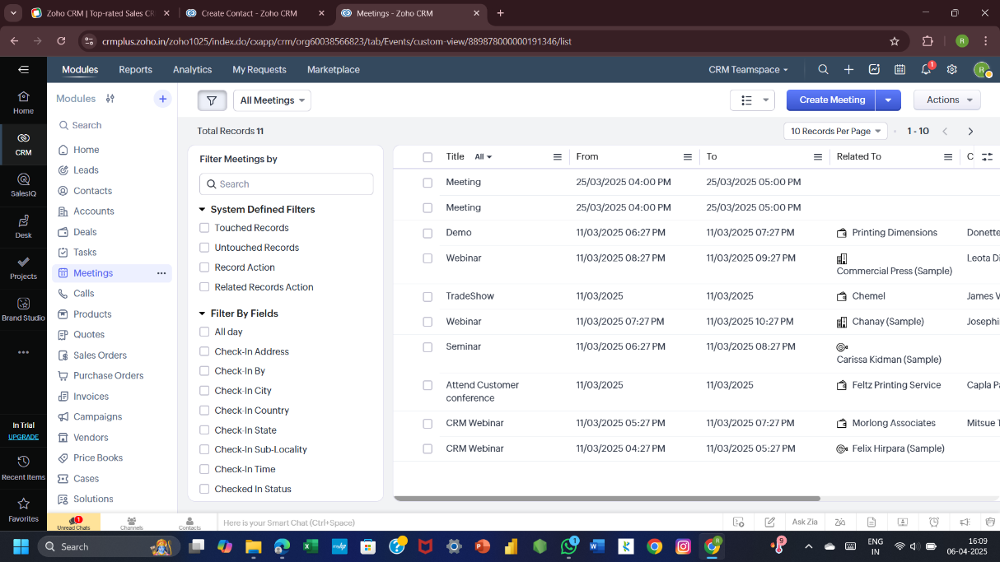 Zoho CRM | Top-rated Sales CR
Create Contact - Zoho CRM
Meetings - Zoho CRM
crmplus.zoho.in/zoho1025/index.do/cxapp/crm/org60038566823/tab/Events/custom-view/889878000000191346/list
R
Modules Reports Analytics My Requests Marketplace
CRM Teamspace
1
R
Home
CRM
SalesIQ
Desk
Projects
Brand Studio
In Trial
UPGRADE
Recent Items
Favorites
Modules
Search
Home
Leads
Contacts
Accounts
Deals
Tasks
Meetings
Calls
Products
Quotes
Sales Orders
Purchase Orders
Invoices
Campaigns
Vendors
Price Books
Cases
Solutions
All Meetings
Create Meeting
Actions
Total Records 11
10 Records Per Page
1 - 10
Filter Meetings by
Search
System Defined Filters
Touched Records
Untouched Records
Record Action
Related Records Action
Filter By Fields
All day
Check-In Address
Check-In By
Check-In City
Check-In Country
Check-In State
Check-In Sub-Locality
Check-In Time
Checked In Status
Title All From To Related To C
Meeting 25/03/2025 04:00 PM 25/03/2025 05:00 PM
Meeting 25/03/2025 04:00 PM 25/03/2025 05:00 PM
Demo 11/03/2025 06:27 PM 11/03/2025 07:27 PM Printing Dimensions Donette
Webinar 11/03/2025 08:27 PM 11/03/2025 09:27 PM Commercial Press (Sample) Leota Di
TradeShow 11/03/2025 11/03/2025 Chemel James V
Webinar 11/03/2025 07:27 PM 11/03/2025 10:27 PM Chanay (Sample) Josephi
Seminar 11/03/2025 06:27 PM 11/03/2025 08:27 PM Carissa Kidman (Sample)
Attend Customer conference 11/03/2025 11/03/2025 Feltz Printing Service Capla Pa
CRM Webinar 11/03/2025 05:27 PM 11/03/2025 07:27 PM Morlong Associates Mitsue T
CRM Webinar 11/03/2025 04:27 PM 11/03/2025 05:27 PM Felix Hirpara (Sample)
1
Unread Chats
Channels
Contacts
Here is your Smart Chat (Ctrl+Space)
Ask Zia
Search
1
9
ENG
IN
16:09
06-04-2025